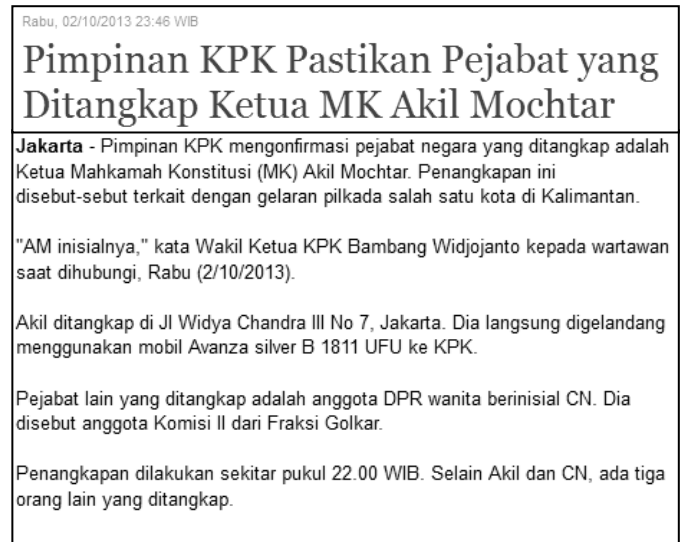 Rabu, 02/10/2013 23:46 WIB
Pimpinan KPK Pastikan Pejabat yang
Ditangkap Ketua MK Akil Mochtar
Jakarta - Pimpinan KPK mengonfirmasi pejabat negara yang ditangkap adalah
Ketua Mahkamah Konstitusi (MK) Akil Mochtar. Penangkapan ini
disebut-sebut terkait dengan gelaran pilkada salah satu kota di Kalimantan.
"AM inisialnya," kata Wakil Ketua KPK Bambang Widjojanto kepada wartawan
saat dihubungi, Rabu (2/10/2013).
Akil ditangkap di Jl Widya Chandra III No 7, Jakarta. Dia langsung digelandang
menggunakan mobil Avanza silver B 1811 UFU ke KPK.
Pejabat lain yang ditangkap adalah anggota DPR wanita berinisial CN. Dia
disebut anggota Komisi II dari Fraksi Golkar.
Penangkapan dilakukan sekitar pukul 22.00 WIB. Selain Akil dan CN, ada tiga
orang lain yang ditangkap.